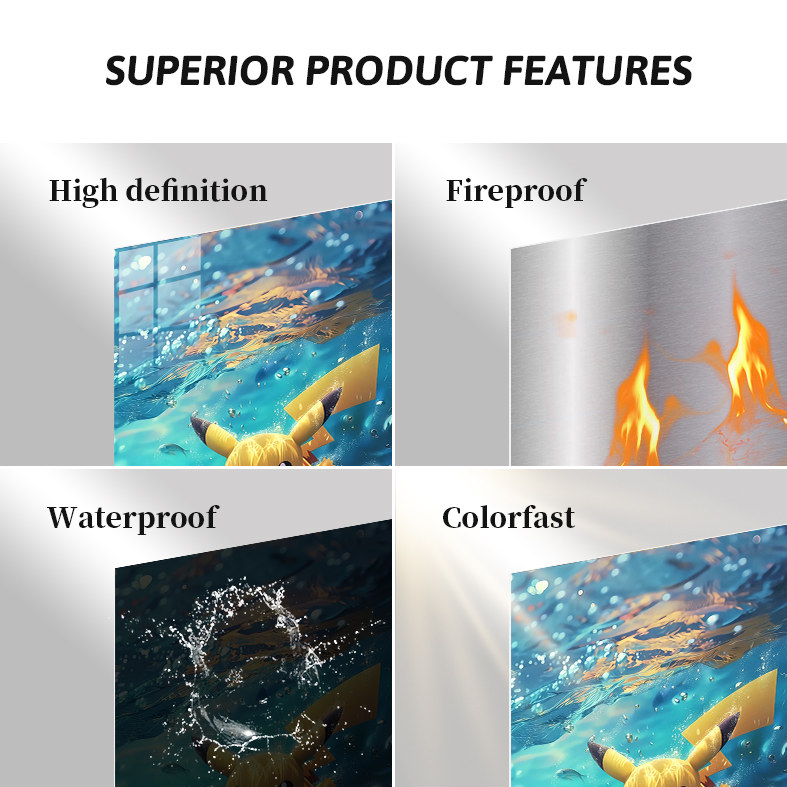 SUPERIOR PRODUCT FEATURES
High definition
Fireproof
Waterproof
Colorfast